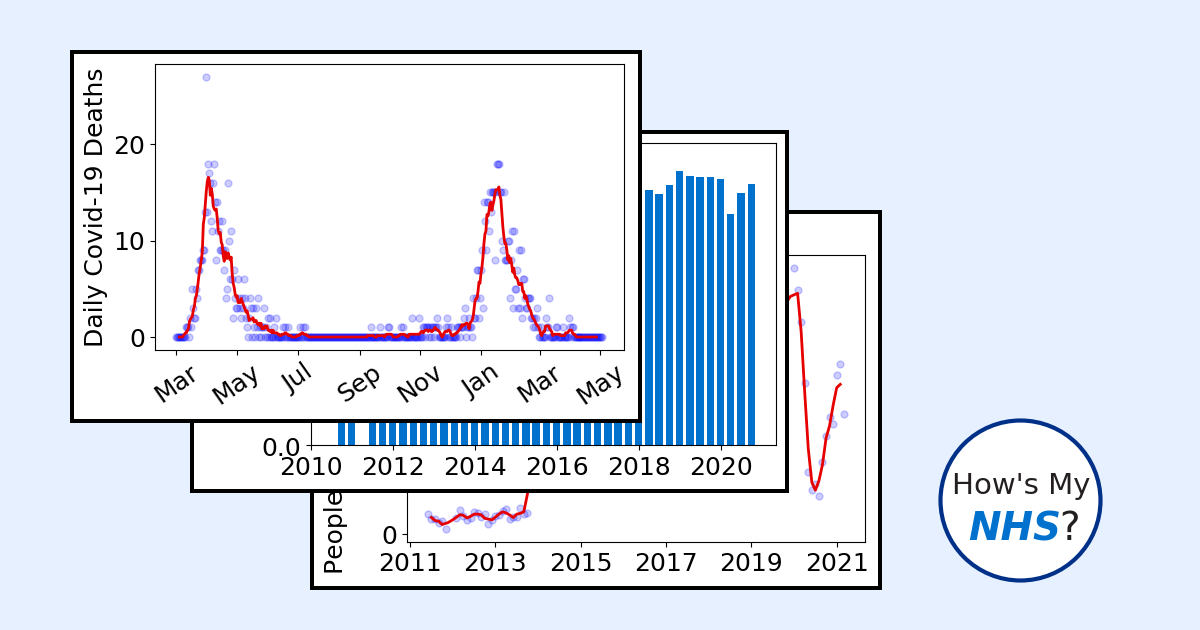 Daily Covid-19 Deaths
20
10
0
Mar May Jul Sep Nov Jan Mar May
0.0
2010 2012 2014 2016 2018 2020
People
0
2011 2013 2015 2017 2019 2021
How's My
NHS?